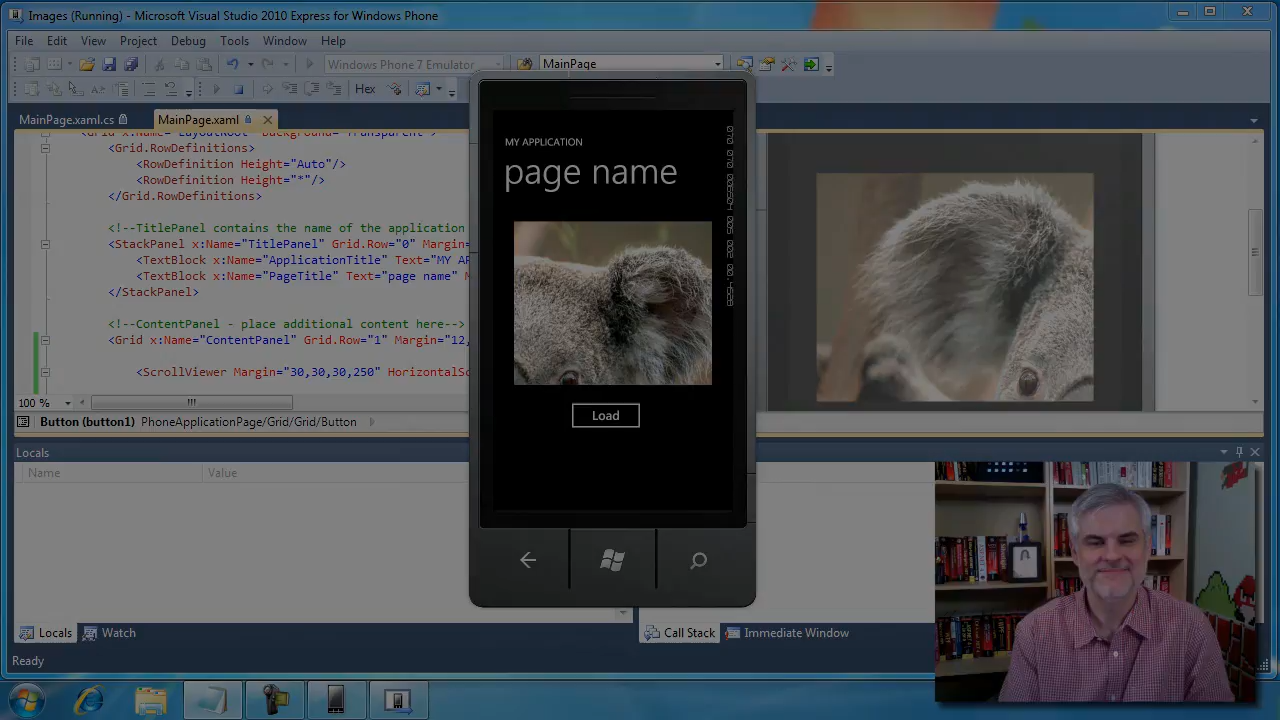 Images (Running) - Microsoft Visual Studio 2010 Express for Windows Phone
File Edit View Project Debug Tools Window Help
Windows Phone 7 Emulator MainPage
Hex
MainPage.xaml.cs MainPage.xaml
<Grid x:Name="LayoutRoot" Background="Transparent">
<Grid.RowDefinitions>
<RowDefinition Height="Auto"/>
<RowDefinition Height="*"/>
</Grid.RowDefinitions>
<!--TitlePanel contains the name of the application
<StackPanel x:Name="TitlePanel" Grid.Row="0" Margin=
<TextBlock x:Name="ApplicationTitle" Text="MY AP
<TextBlock x:Name="PageTitle" Text="page name" M
</StackPanel>
<!--ContentPanel - place additional content here-->
<Grid x:Name="ContentPanel" Grid.Row="1" Margin="12,
<ScrollViewer Margin="30,30,30,250" HorizontalSc
100 %
Button (button1) PhoneApplicationPage/Grid/Grid/Button
MY APPLICATION
page name
Load
Locals
Name Value
Locals Watch
Call Stack Immediate Window
Ready